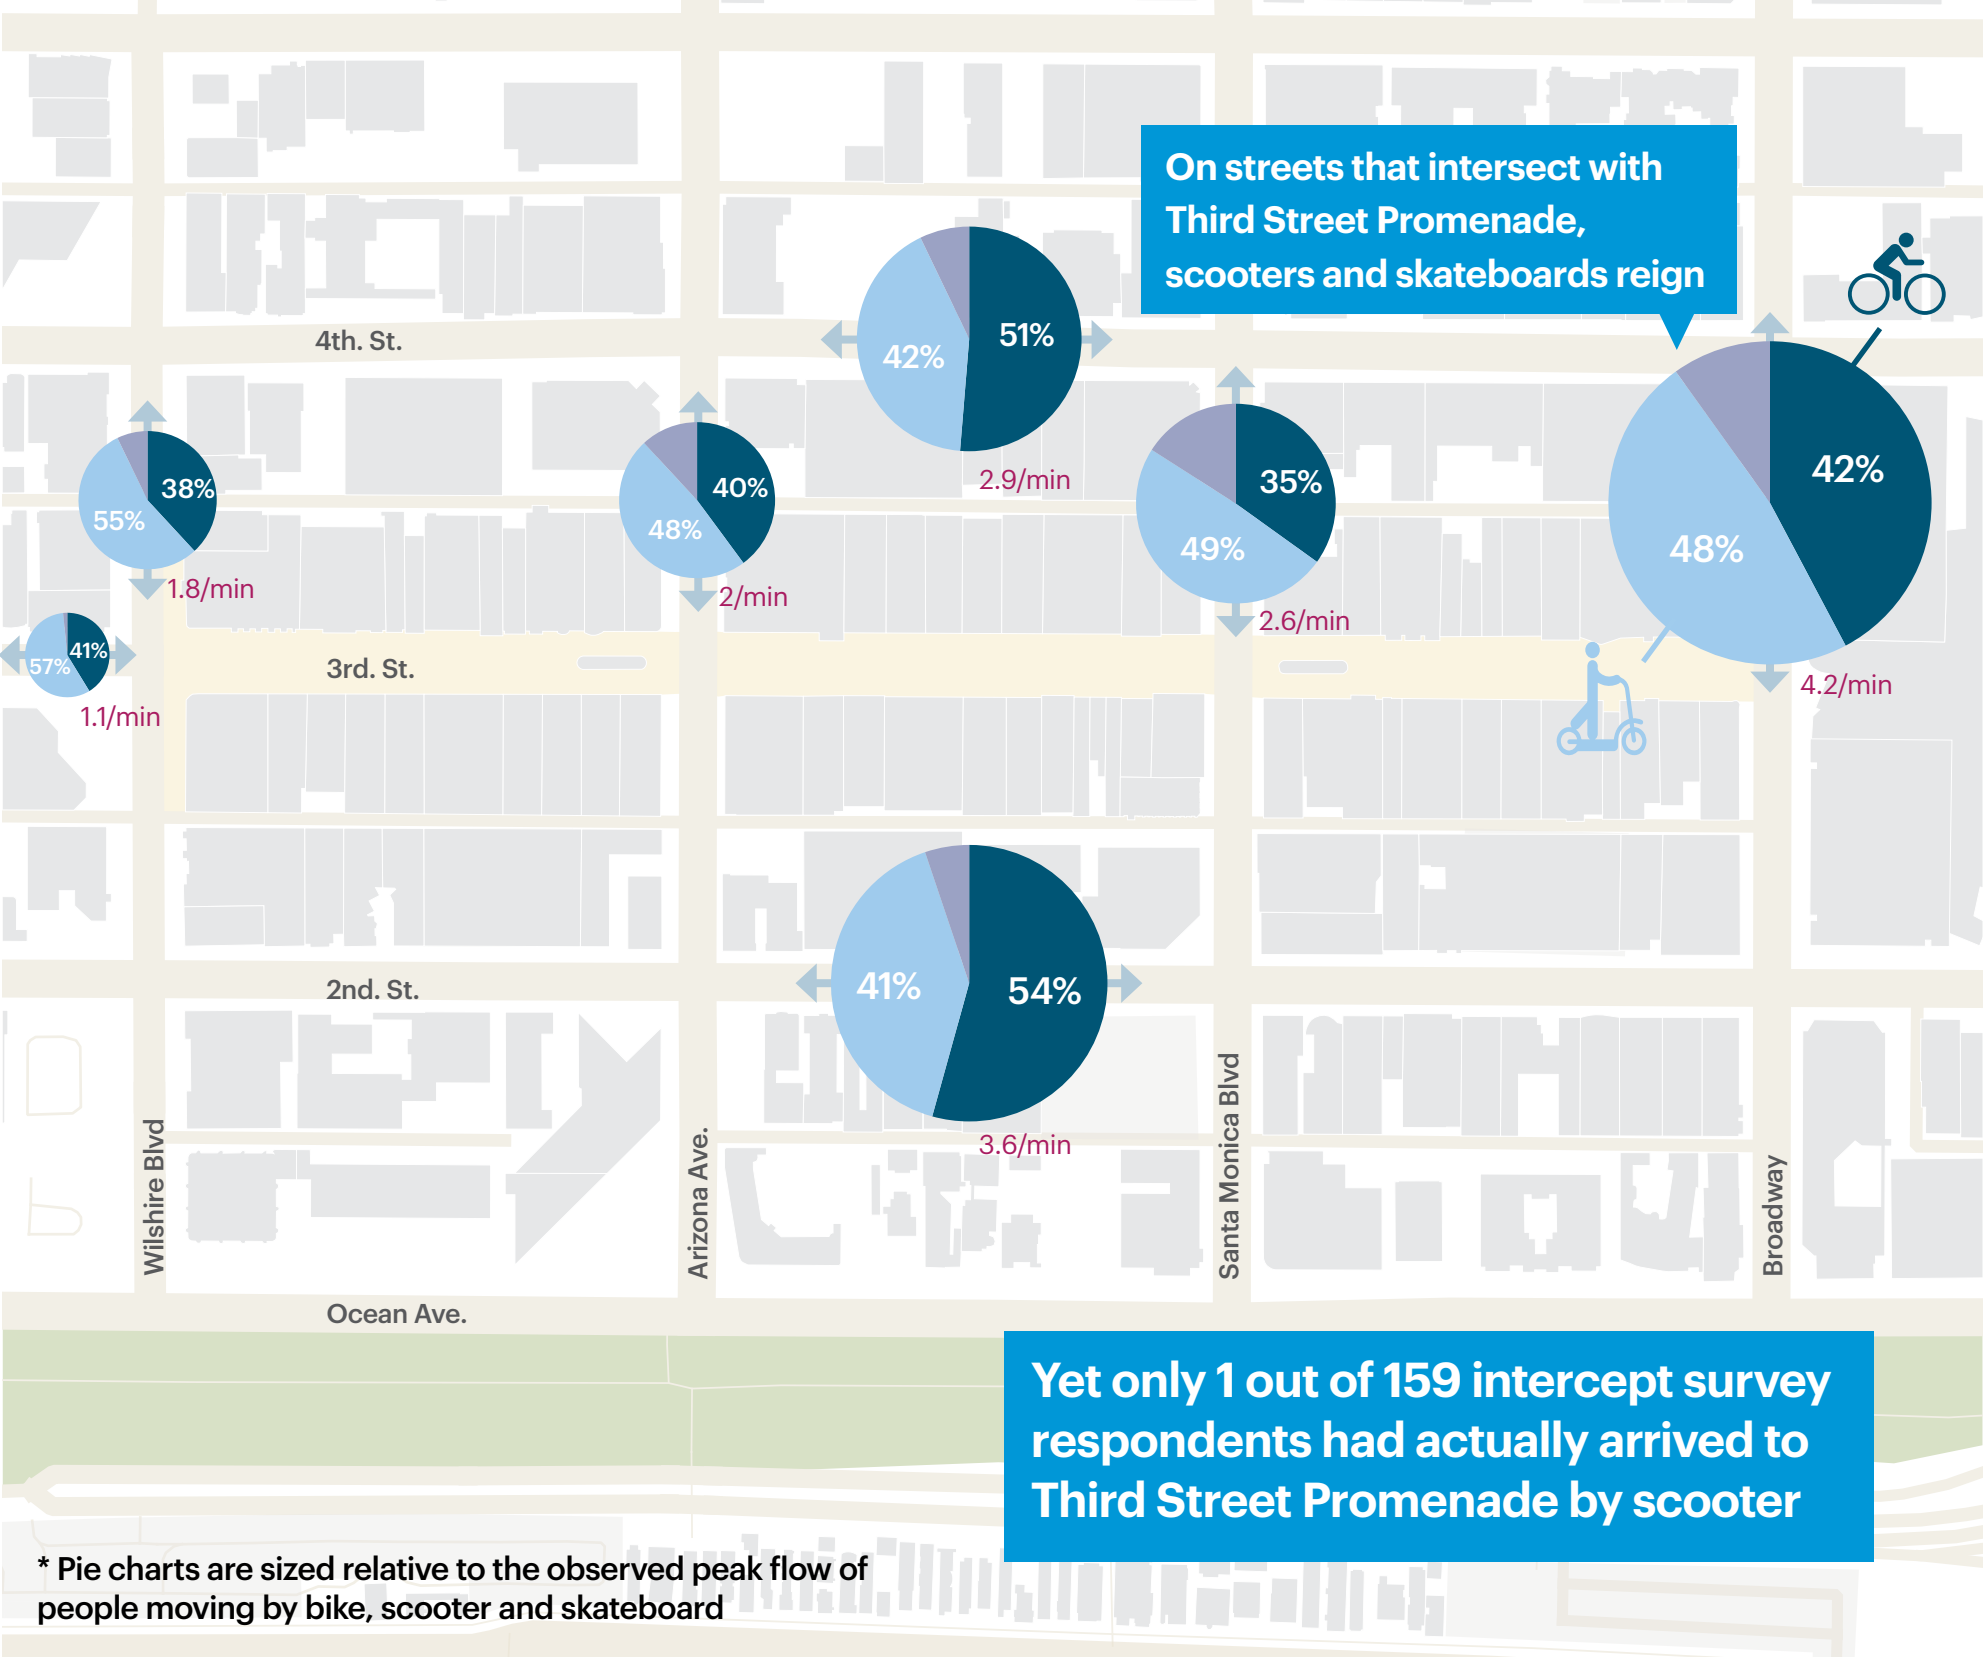 On streets that intersect with
Third Street Promenade,
scooters and skateboards reign
4th. St.
51%
42%
2.9/min
38%
55%
1.8/min
40%
48%
2/min
35%
49%
2.6/min
42%
48%
4.2/min
41%
57%
1.1/min
3rd. St.
41%
54%
3.6/min
2nd. St.
Wilshire Blvd
Arizona Ave.
Santa Monica Blvd
Broadway
Ocean Ave.
Yet only 1 out of 159 intercept survey
respondents had actually arrived to
Third Street Promenade by scooter
* Pie charts are sized relative to the observed peak flow of
people moving by bike, scooter and skateboard